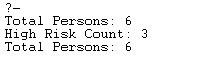 ?-
Total Persons: 6
High Risk Count: 3
Total Persons: 6